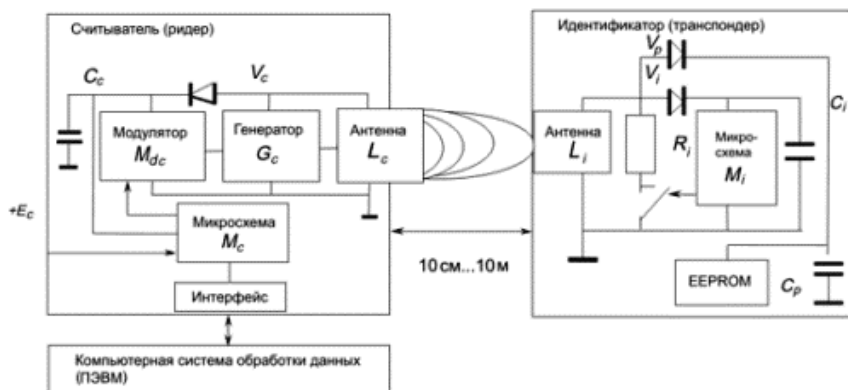 Считыватель (ридер)
C_c
V_c
Модулятор
M_dc
Генератор
G_c
Антенна
L_c
+E_c
Микросхема
M_c
Интерфейс
Компьютерная система обработки данных
(ПЭВМ)
10 см...10 м
Идентификатор (транспондер)
V_p
V_i
Антенна
L_i
R_i
Микро-
схема
M_i
C_i
EEPROM
C_p